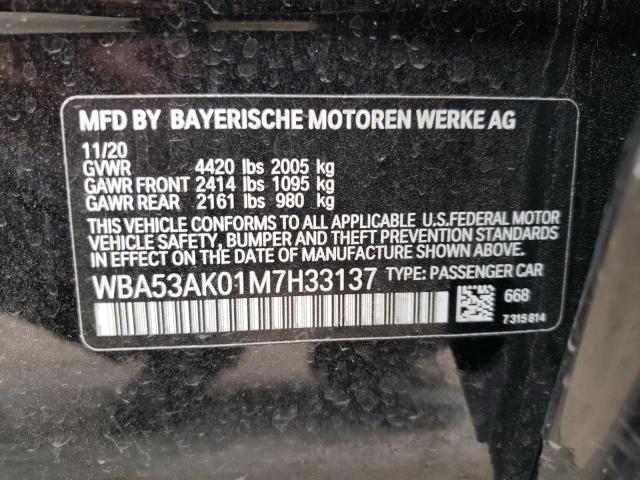 MFD BY BAYERISCHE MOTOREN WERKE AG
11/20
GVWR 4420 lbs 2005 kg
GAWR FRONT 2414 lbs 1095 kg
GAWR REAR 2161 lbs 980 kg
THIS VEHICLE CONFORMS TO ALL APPLICABLE U.S.FEDERAL MOTOR
VEHICLE SAFETY, BUMPER AND THEFT PREVENTION STANDARDS
IN EFFECT ON THE DATE OF MANUFACTURE SHOWN ABOVE.
WBA53AK01M7H33137 TYPE: PASSENGER CAR
668
7315814